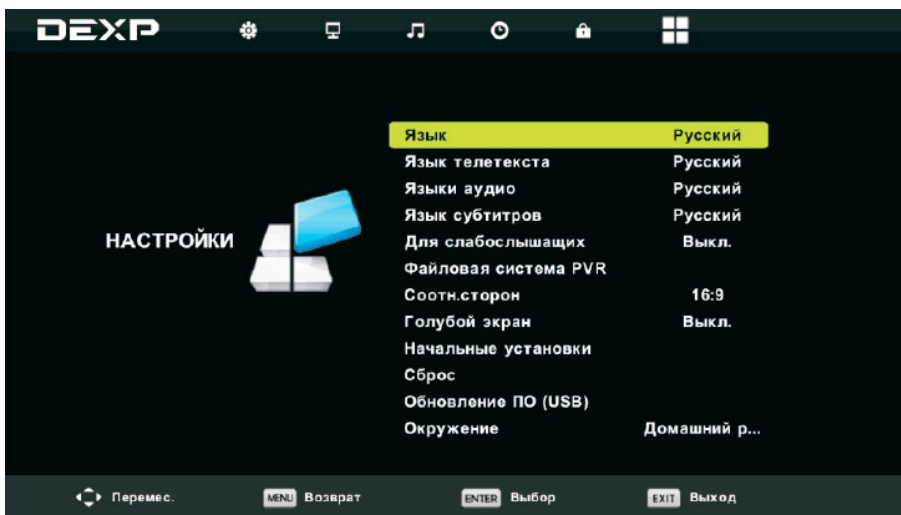 DEXP
Язык Русский
Язык телетекста Русский
Языки аудио Русский
Язык субтитров Русский
НАСТРОЙКИ
Для слабослышащих Выкл.
Файловая система PVR
Соотн.сторон 16:9
Голубой экран Выкл.
Начальные установки
Сброс
Обновление ПО (USB)
Окружение Домашний р...
Перемес. MENU Возврат ENTER Выбор EXIT Выход